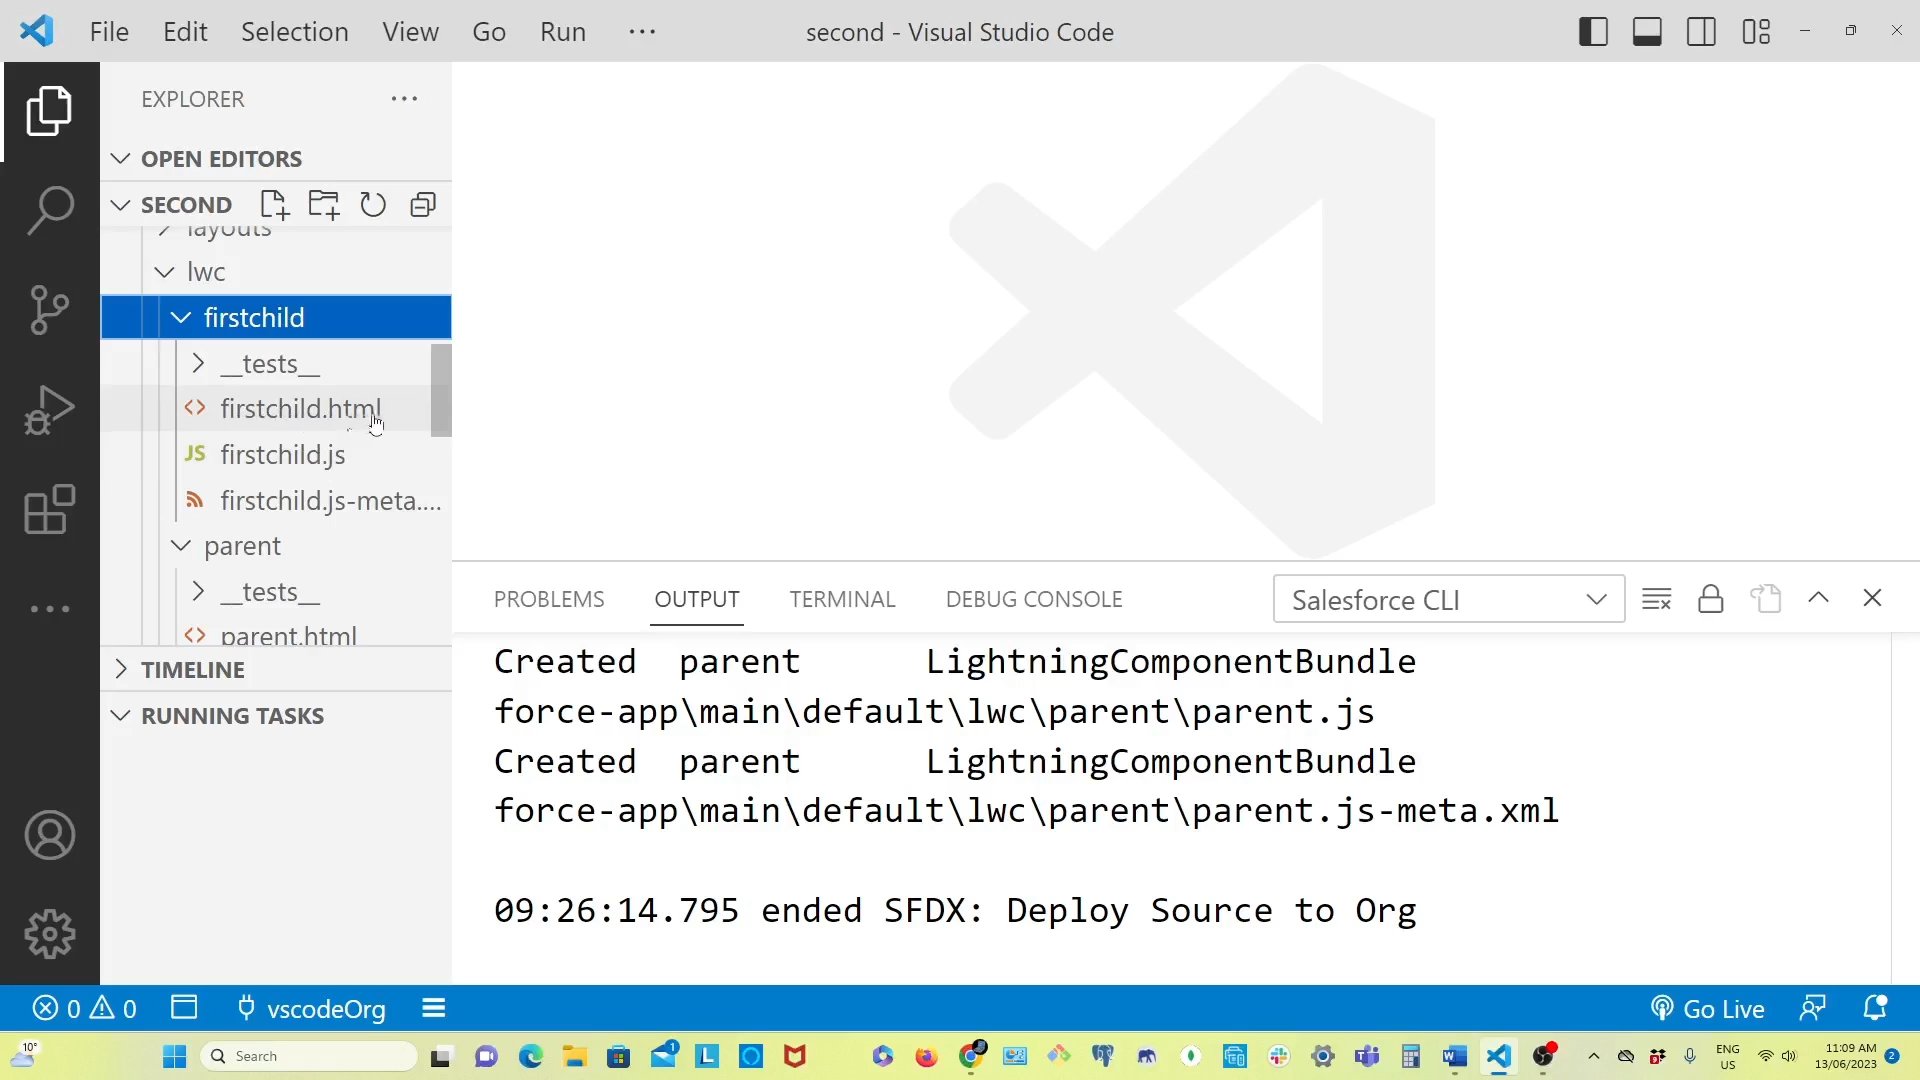 File Edit Selection View Go Run ...
second - Visual Studio Code
EXPLORER
OPEN EDITORS
SECOND
layouts
lwc
firstchild
__tests__
firstchild.html
JS firstchild.js
firstchild.js-meta....
parent
__tests__
parent.html
TIMELINE
RUNNING TASKS
PROBLEMS OUTPUT TERMINAL DEBUG CONSOLE Salesforce CLI
Created parent LightningComponentBundle
force-app\main\default\lwc\parent\parent.js
Created parent LightningComponentBundle
force-app\main\default\lwc\parent\parent.js-meta.xml
09:26:14.795 ended SFDX: Deploy Source to Org
0 0 vscodeOrg Go Live
10° Search 1 L ENG US 11:09 AM 13/06/2023 2